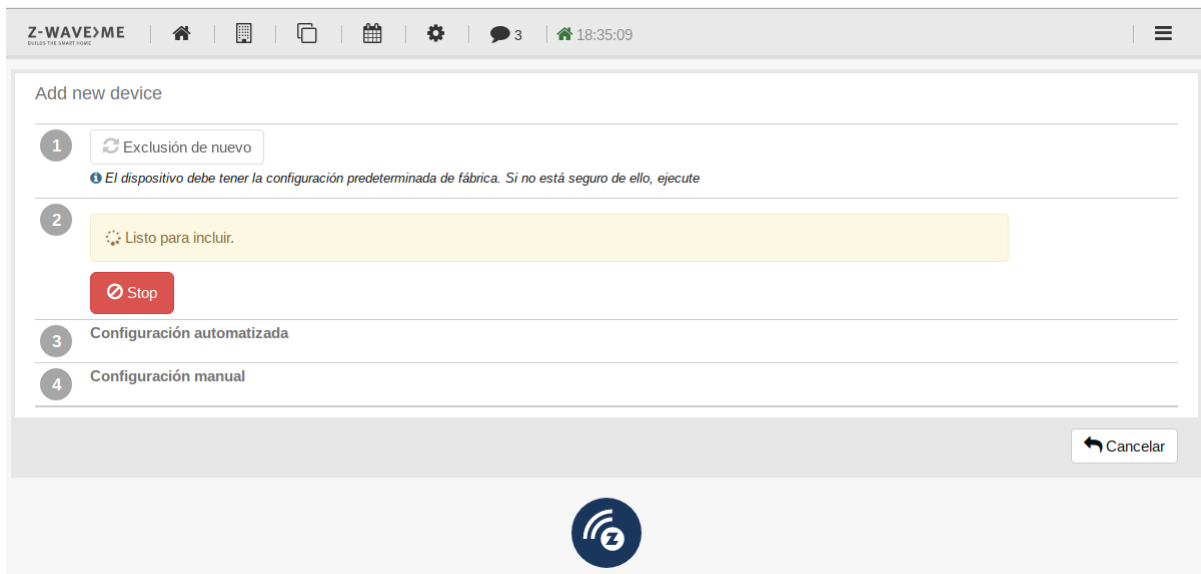 Z-WAVE>ME
BUILDS THE SMART HOME
3
18:35:09
Add new device
1
Exclusión de nuevo
El dispositivo debe tener la configuración predeterminada de fábrica. Si no está seguro de ello, ejecute
2
Listo para incluir.
Stop
3
Configuración automatizada
4
Configuración manual
Cancelar
Z